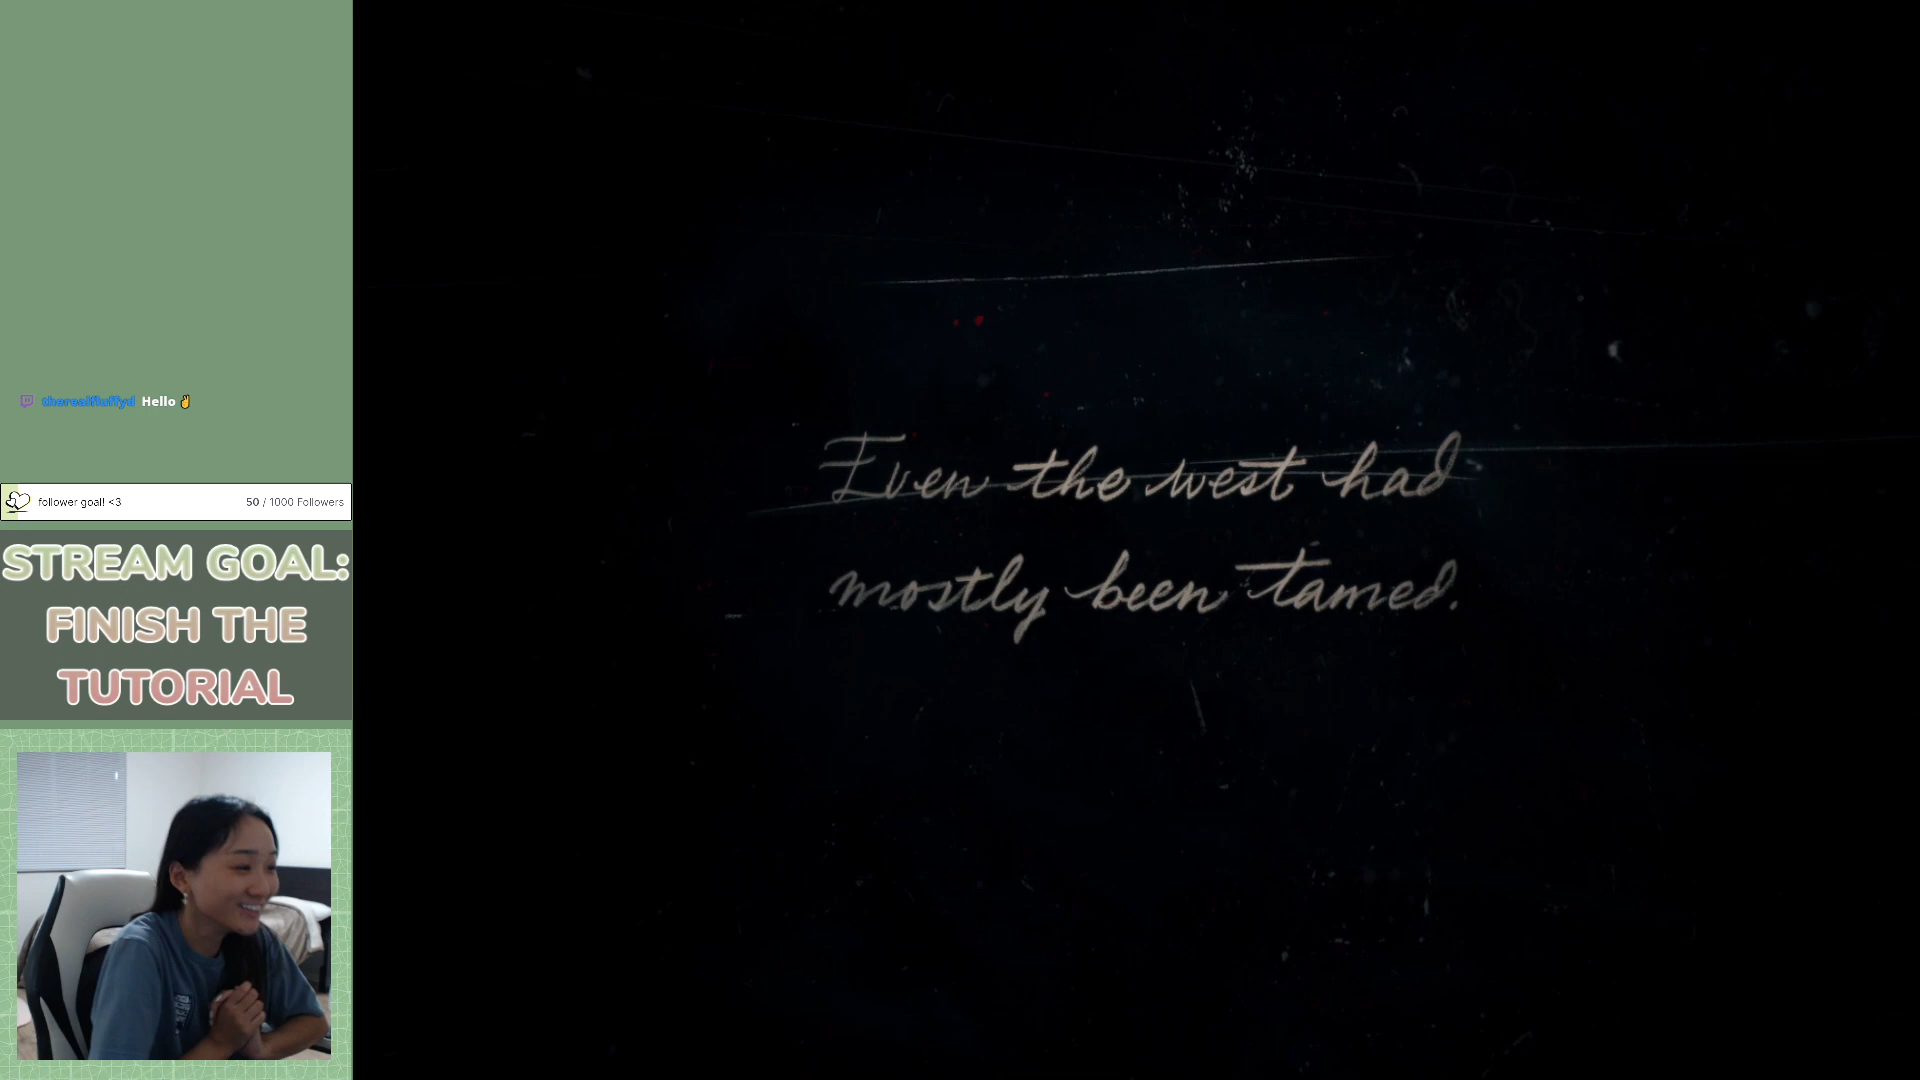 therealfluffyd Hello ✌
follower goal! <3 50 / 1000 Followers
STREAM GOAL:
FINISH THE
TUTORIAL
Even the west had
mostly been tamed.